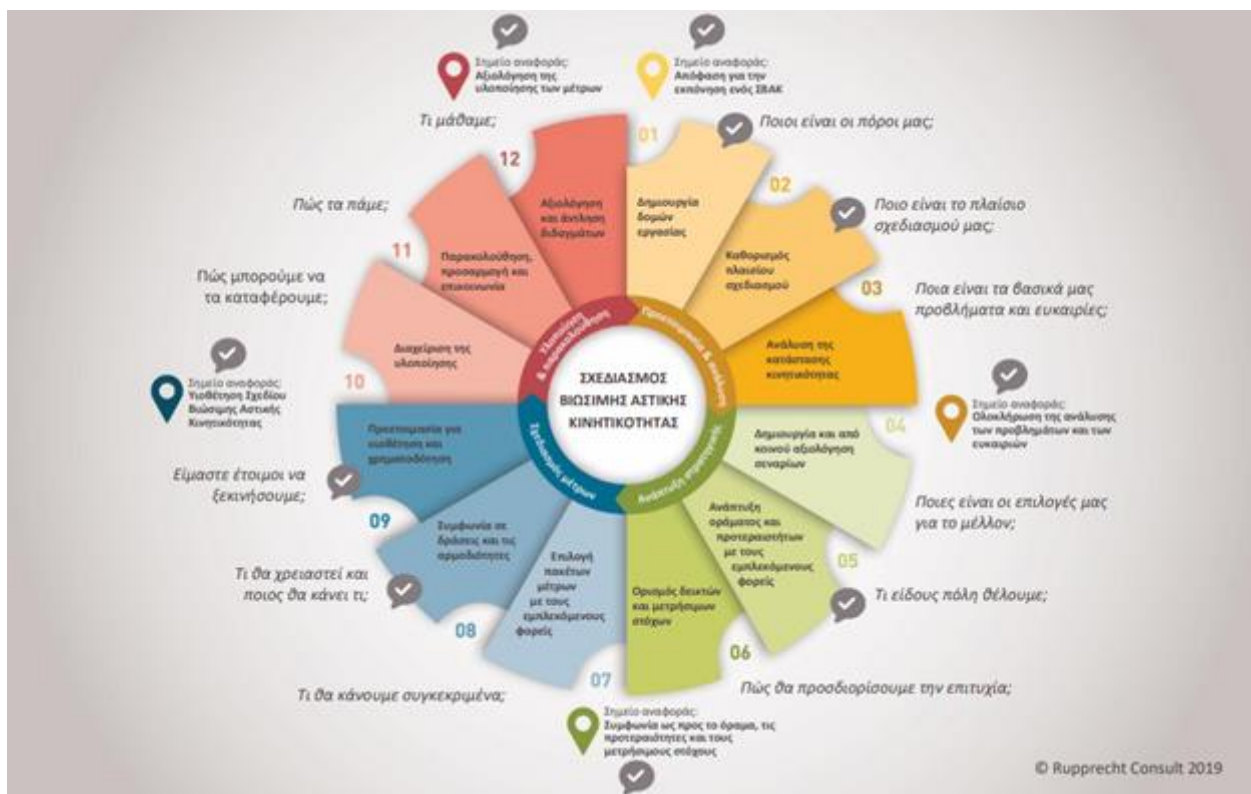 Σημείο αναφοράς:
Αξιολόγηση της
υλοποίησης των μέτρων
Σημείο αναφοράς:
Απόφαση για την
εκπόνηση ενός ΣΒΑΚ
Τι μάθαμε;
Ποιοι είναι οι πόροι μας;
12
01
Αξιολόγηση
και άντληση
διδαγμάτων
Δημιουργία
δομών
εργασίας
02
Πώς τα πάμε;
Ποιο είναι το πλαίσιο
σχεδιασμού μας;
11
Παρακολούθηση,
προσαρμογή και
επικοινωνία
Καθορισμός
πλαισίου
σχεδιασμού
03
Πώς μπορούμε να
τα καταφέρουμε;
Ποια είναι τα βασικά μας
προβλήματα και ευκαιρίες;
Διαχείριση της
υλοποίησης
Ανάλυση της
κατάστασης
κινητικότητας
Υλοποίηση
& παρακολούθηση
Προετοιμασία & ανάλυση
ΣΧΕΔΙΑΣΜΟΣ
ΒΙΩΣΙΜΗΣ ΑΣΤΙΚΗΣ
ΚΙΝΗΤΙΚΟΤΗΤΑΣ
Σχεδιασμός μέτρων
Ανάπτυξη στρατηγικής
10
Σημείο αναφοράς:
Υιοθέτηση Σχεδίου
Βιώσιμης Αστικής
Κινητικότητας
Σημείο αναφοράς:
Ολοκλήρωση της ανάλυσης
των προβλημάτων και των
ευκαιριών
04
Προετοιμασία για
υιοθέτηση και
χρηματοδότηση
Δημιουργία και από
κοινού αξιολόγηση
σεναρίων
Είμαστε έτοιμοι να
ξεκινήσουμε;
Ποιες είναι οι επιλογές μας
για το μέλλον;
09
Συμφωνία σε
δράσεις και τις
αρμοδιότητες
Ανάπτυξη
οράματος και
προτεραιοτήτων
με τους
εμπλεκόμενους
φορείς
05
Τι θα χρειαστεί και
ποιος θα κάνει τι;
Τι είδους πόλη θέλουμε;
08
Επιλογή
πακέτων
μέτρων
με τους
εμπλεκόμενους
φορείς
Ορισμός δεικτών
και μετρήσιμων
στόχων
06
07
Τι θα κάνουμε συγκεκριμένα;
Πώς θα προσδιορίσουμε την επιτυχία;
Σημείο αναφοράς:
Συμφωνία ως προς το όραμα, τις
προτεραιότητες και τους
μετρήσιμους στόχους
© Rupprecht Consult 2019